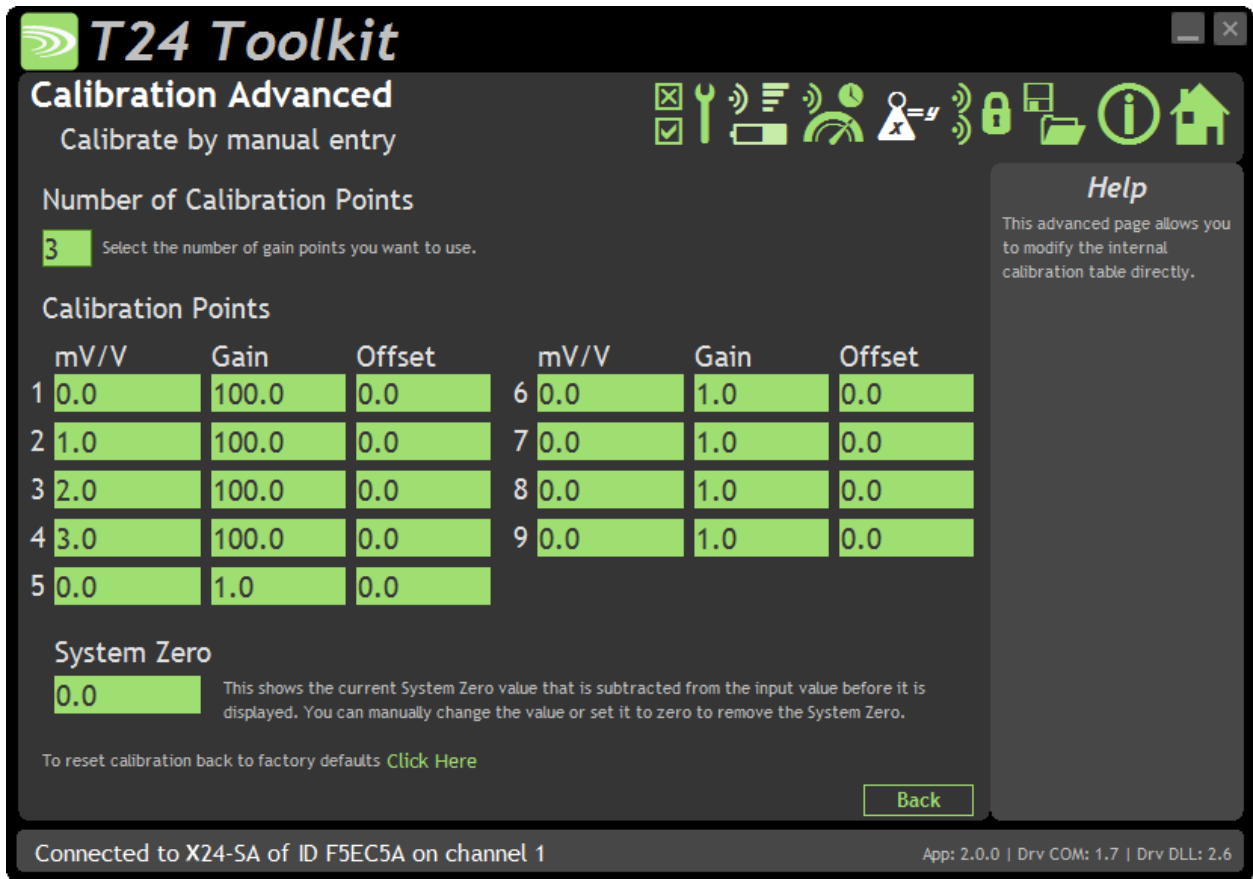 T24 Toolkit
Calibration Advanced
Calibrate by manual entry
x=y
Number of Calibration Points
3 Select the number of gain points you want to use.
Calibration Points
mV/V Gain Offset mV/V Gain Offset
1 0.0 100.0 0.0 6 0.0 1.0 0.0
2 1.0 100.0 0.0 7 0.0 1.0 0.0
3 2.0 100.0 0.0 8 0.0 1.0 0.0
4 3.0 100.0 0.0 9 0.0 1.0 0.0
5 0.0 1.0 0.0
System Zero
0.0
This shows the current System Zero value that is subtracted from the input value before it is
displayed. You can manually change the value or set it to zero to remove the System Zero.
To reset calibration back to factory defaults Click Here
Back
Help
This advanced page allows you
to modify the internal
calibration table directly.
Connected to X24-SA of ID F5EC5A on channel 1
App: 2.0.0 | Drv COM: 1.7 | Drv DLL: 2.6